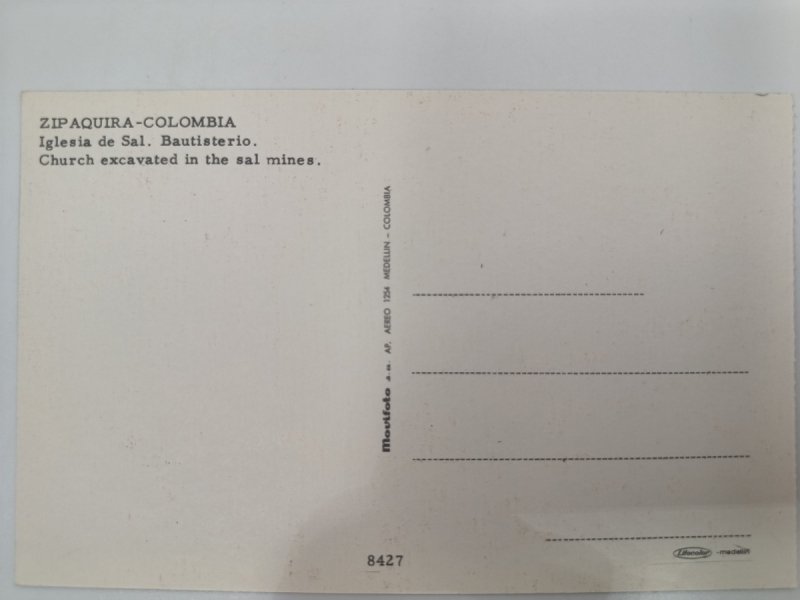 ZIPAQUIRA-COLOMBIA
Iglesia de Sal. Bautisterio.
Church excavated in the sal mines.
Movifoto s.a. AP. AEREO 1254 MEDELLIN - COLOMBIA
8427
Lifecolor -medellin